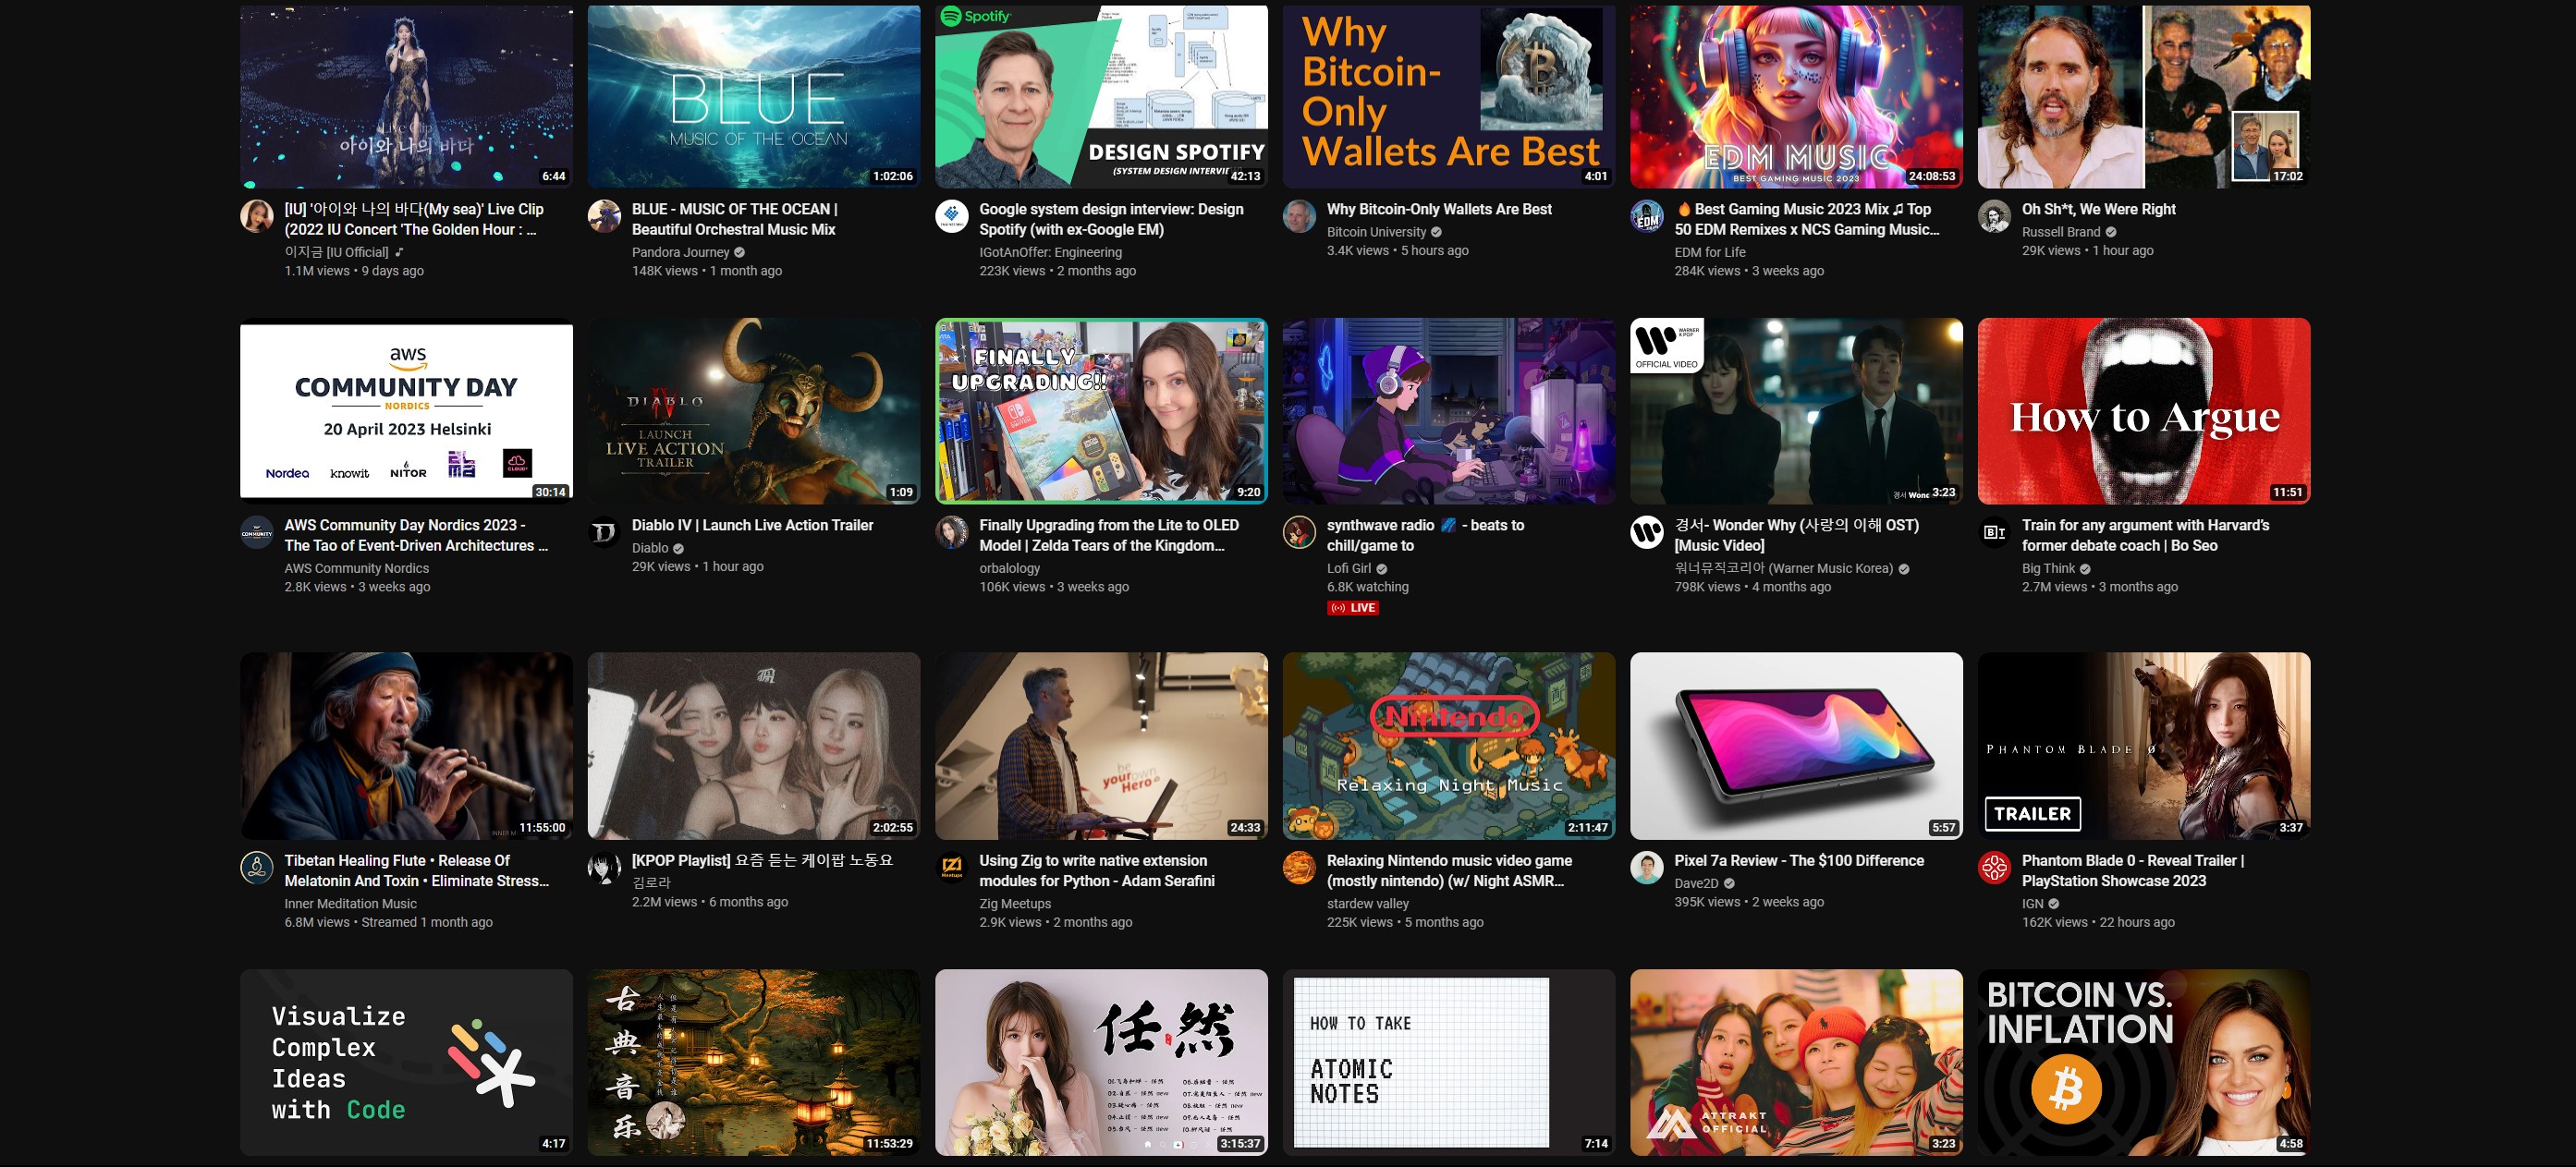 Live Clip
아이와 나의 바다
6:44
[IU] '아이와 나의 바다(My sea)' Live Clip
(2022 IU Concert 'The Golden Hour : ...
이지금 [IU Official]
1.1M views • 9 days ago
BLUE
MUSIC OF THE OCEAN
1:02:06
BLUE - MUSIC OF THE OCEAN |
Beautiful Orchestral Music Mix
Pandora Journey
148K views • 1 month ago
Spotify
DESIGN SPOTIFY
(SYSTEM DESIGN
42:13
Google system design interview: Design
Spotify (with ex-Google EM)
IGotAnOffer: Engineering
223K views • 2 months ago
Why
Bitcoin-
Only
Wallets Are Best
4:01
Why Bitcoin-Only Wallets Are Best
Bitcoin University
3.4K views • 5 hours ago
EDM MUSIC
BEST GAMING MUSIC 2023
24:08:53
EDM
🔥 Best Gaming Music 2023 Mix ♫ Top
50 EDM Remixes x NCS Gaming Music...
EDM for Life
284K views • 3 weeks ago
17:02
Oh Sh*t, We Were Right
Russell Brand
29K views • 1 hour ago
aws
COMMUNITY DAY
NORDICS
20 April 2023 Helsinki
Nordea knowit NITOR
30:14
AWS Community Day Nordics 2023 -
The Tao of Event-Driven Architectures ...
AWS Community Nordics
2.8K views • 3 weeks ago
DIABLO
IV
LAUNCH
LIVE ACTION
TRAILER
1:09
Diablo IV | Launch Live Action Trailer
Diablo
29K views • 1 hour ago
FINALLY
UPGRADING!!
9:20
Finally Upgrading from the Lite to OLED
Model | Zelda Tears of the Kingdom...
orbalology
106K views • 3 weeks ago
synthwave radio 🌌 - beats to
chill/game to
Lofi Girl
6.8K watching
LIVE
WARNER
KPOP
OFFICIAL VIDEO
경서
3:23
경서- Wonder Why (사랑의 이해 OST)
[Music Video]
워너뮤직코리아 (Warner Music Korea)
798K views • 4 months ago
How to Argue
11:51
Train for any argument with Harvard's
former debate coach | Bo Seo
Big Think
2.7M views • 3 months ago
INNER M
11:55:00
Tibetan Healing Flute • Release Of
Melatonin And Toxin • Eliminate Stress...
Inner Meditation Music
6.8M views • Streamed 1 month ago
2:02:55
[KPOP Playlist] 요즘 듣는 케이팝 노동요
김로라
2.2M views • 6 months ago
be
your own
Hero
24:33
Using Zig to write native extension
modules for Python - Adam Serafini
Zig Meetups
2.9K views • 2 months ago
Nintendo
Relaxing Night Music
2:11:47
Relaxing Nintendo music video game
(mostly nintendo) (w/ Night ASMR...
stardew valley
225K views • 5 months ago
5:57
Pixel 7a Review - The $100 Difference
Dave2D
395K views • 2 weeks ago
PHANTOM BLADE 0
TRAILER
3:37
Phantom Blade 0 - Reveal Trailer |
PlayStation Showcase 2023
IGN
162K views • 22 hours ago
Visualize
Complex
Ideas
with Code
4:17
古典音乐
11:53:29
任然
3:15:37
HOW TO TAKE
ATOMIC
NOTES
7:14
ATTRAKT
OFFICIAL
3:23
BITCOIN VS.
INFLATION
4:58